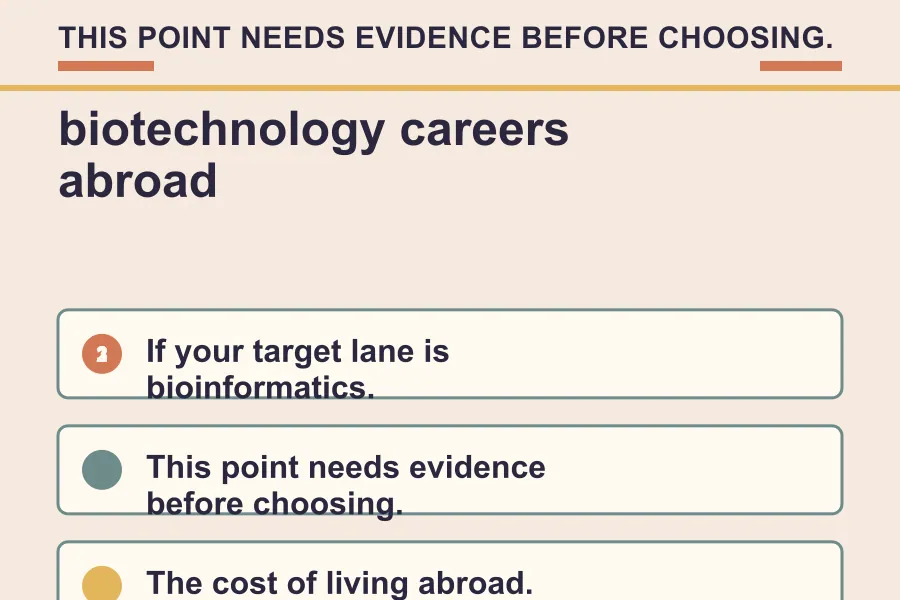 THIS POINT NEEDS EVIDENCE BEFORE CHOOSING.
biotechnology careers
abroad
If your target lane is
bioinformatics.
This point needs evidence
before choosing.
The cost of living abroad.